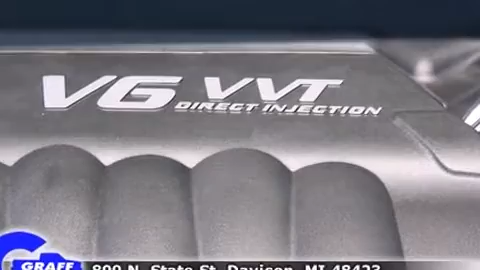 V6 VVT
DIRECT INJECTION
GRAFF
800 N. State St. Davison, MI 48423